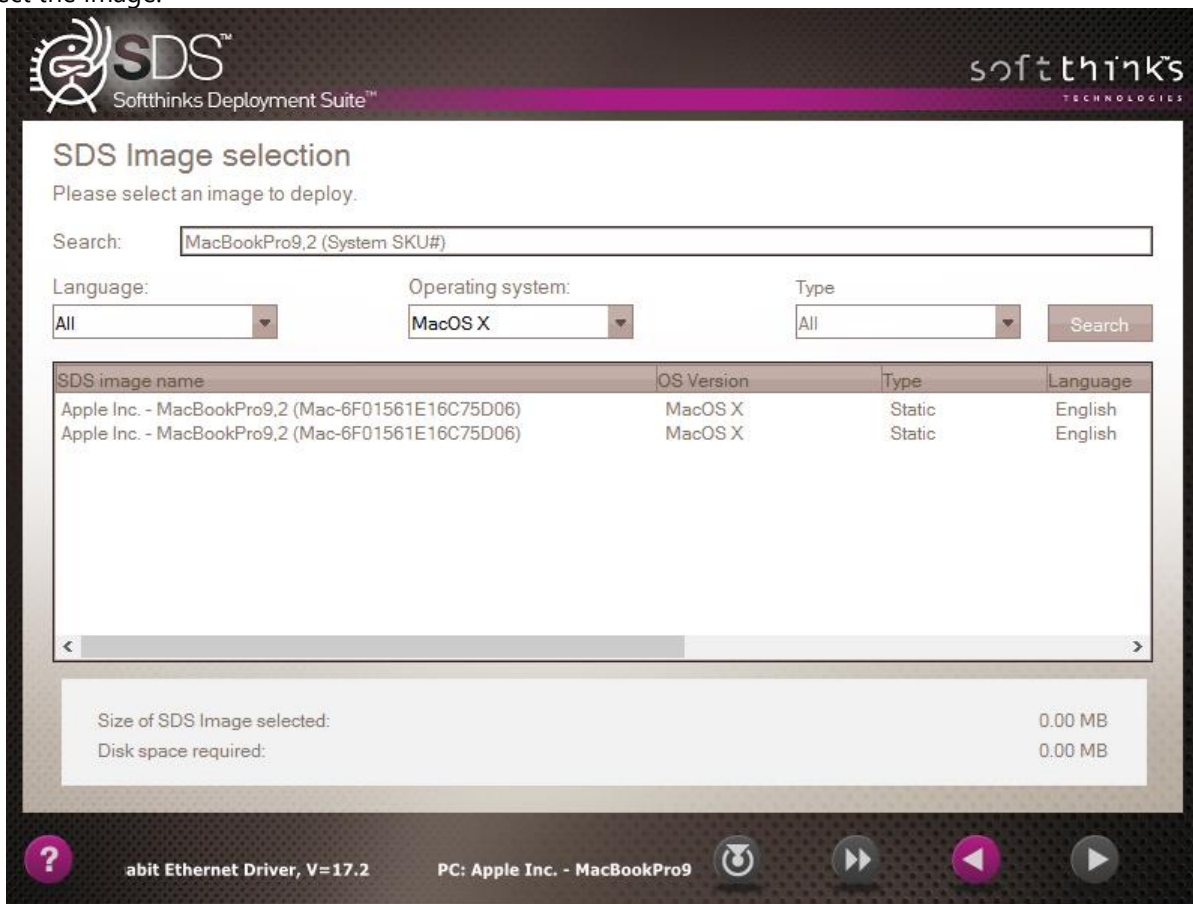 SDS™
Softthinks Deployment Suite™
softthinks
TECHNOLOGIES
SDS Image selection
Please select an image to deploy.
Search: MacBookPro9,2 (System SKU#)
Language: Operating system: Type
All MacOS X All Search
SDS image name OS Version Type Language
Apple Inc. - MacBookPro9,2 (Mac-6F01561E16C75D06) MacOS X Static English
Apple Inc. - MacBookPro9,2 (Mac-6F01561E16C75D06) MacOS X Static English
Size of SDS Image selected: 0.00 MB
Disk space required: 0.00 MB
? abit Ethernet Driver, V=17.2 PC: Apple Inc. - MacBookPro9